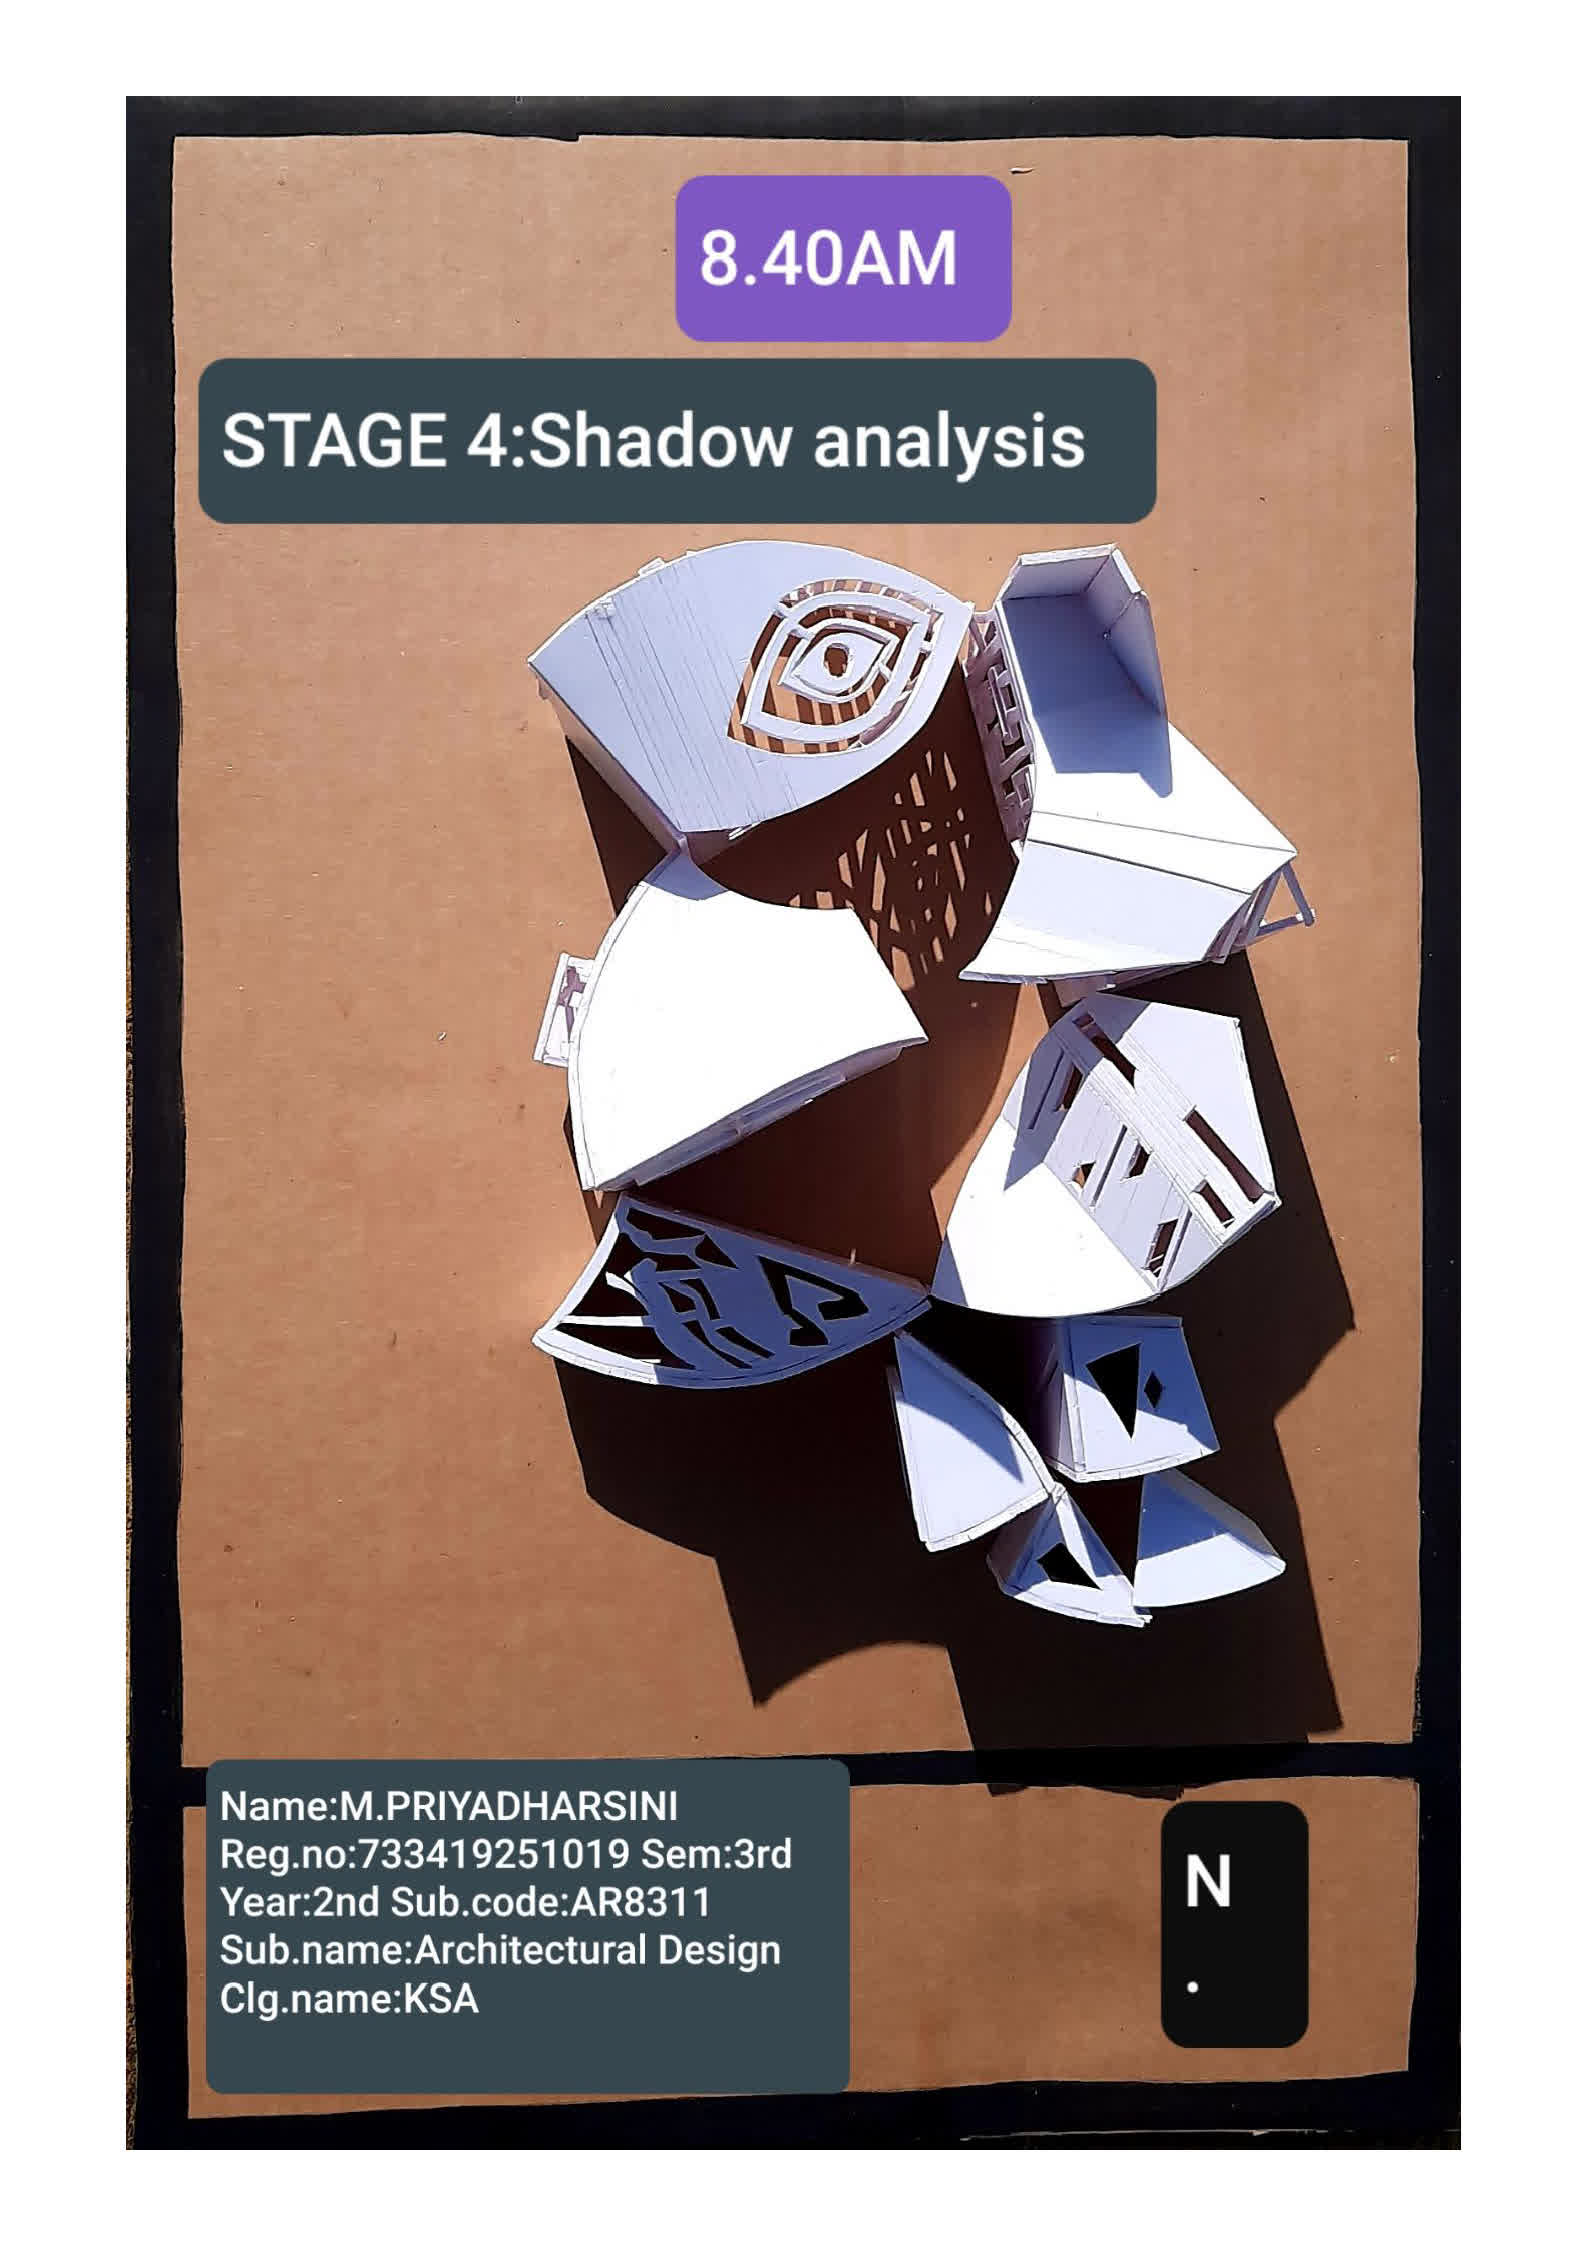 8.40AM
STAGE 4:Shadow analysis
Name:M.PRIYADHARSINI
Reg.no:733419251019 Sem:3rd
Year:2nd Sub.code:AR8311
Sub.name:Architectural Design
Clg.name:KSA
N
.